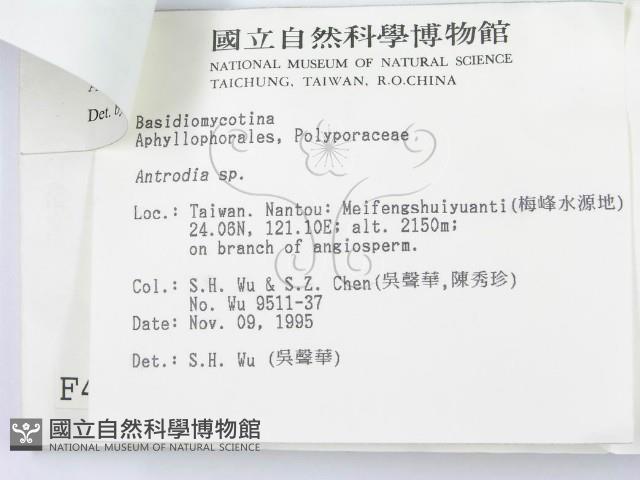 國立自然科學博物館
NATIONAL MUSEUM OF NATURAL SCIENCE
TAICHUNG, TAIWAN, R.O.CHINA
Det. b
Basidiomycotina
Aphyllophorales, Polyporaceae
Antrodia sp.
Loc.: Taiwan. Nantou: Meifengshuiyuanti(梅峰水源地)
24.06N, 121.10E; alt. 2150m;
on branch of angiosperm.
Col.: S.H. Wu & S.Z. Chen(吳聲華,陳秀珍)
No. Wu 9511-37
Date: Nov. 09, 1995
Det.: S.H. Wu (吳聲華)
F4
國立自然科學博物館
NATIONAL MUSEUM OF NATURAL SCIENCE